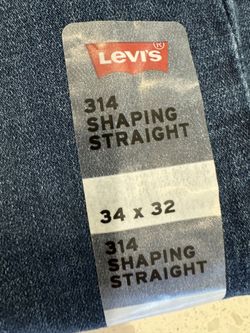 Levi's
314
SHAPING
STRAIGHT
34 x 32
314
SHAPING
STRAIGHT